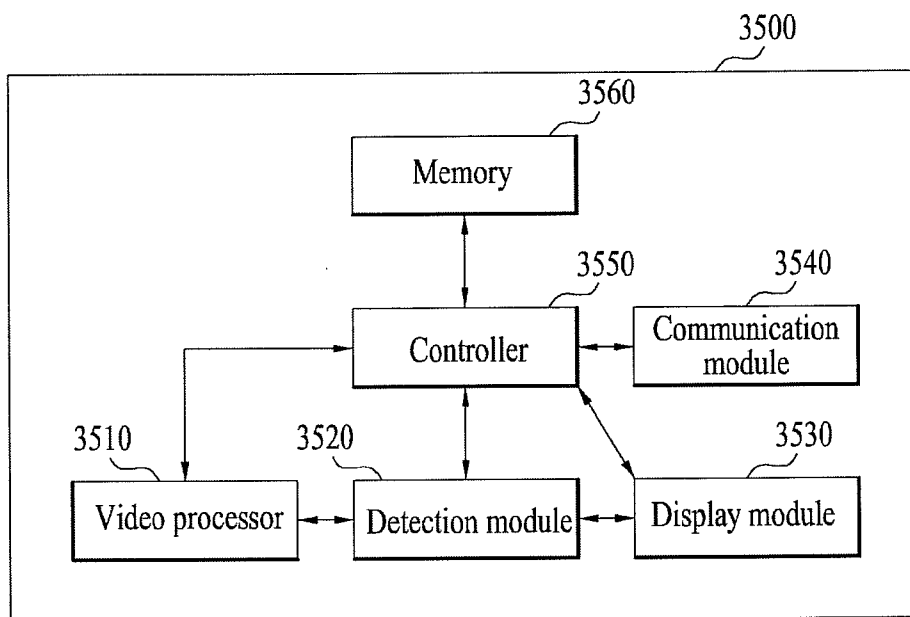 3500
3560
Memory
3550
3540
Controller
Communication
module
3510
3520
3530
Video processor
Detection module
Display module